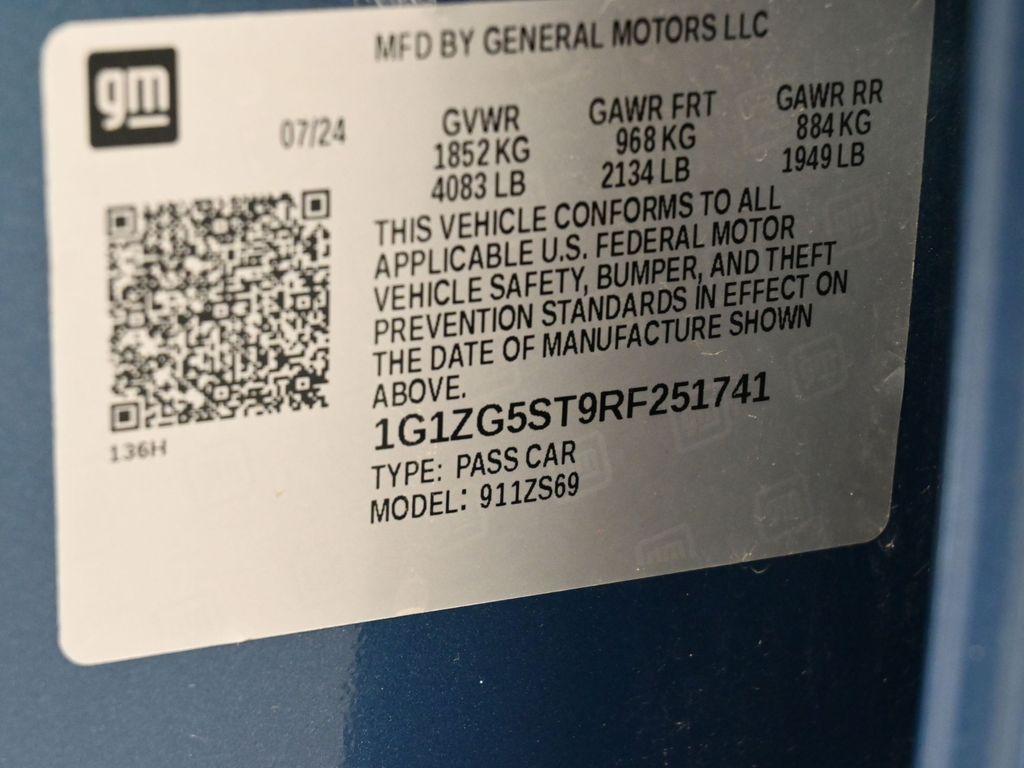 gm
MFD BY GENERAL MOTORS LLC
07/24
GVWR GAWR FRT GAWR RR
1852 KG 968 KG 884 KG
4083 LB 2134 LB 1949 LB
THIS VEHICLE CONFORMS TO ALL
APPLICABLE U.S. FEDERAL MOTOR
VEHICLE SAFETY, BUMPER, AND THEFT
PREVENTION STANDARDS IN EFFECT ON
THE DATE OF MANUFACTURE SHOWN
ABOVE.
1G1ZG5ST9RF251741
136H
TYPE: PASS CAR
MODEL: 911ZS69